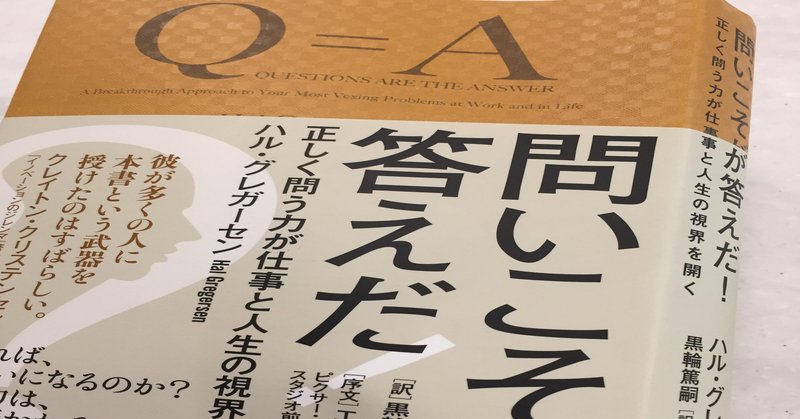 Q=A
QUESTIONS ARE THE ANSWER
A Breakthrough Approach to Your Most Vexing Problems at Work and in Life
問いこそ
答えだ
正しく問う力が仕事と人生の視界
ハル・グレガーセン Hal Gregersen
彼が多くの人に
本書という武器を
授けたのはすばらしい。
クレイトン・クリステンセ
[訳]黒
[序文]
ピクサー・
スタジオ前
れば、
いになるのか?
力は、
問いこそが答えだ!
正しく問う力が仕事と人生の視界を開く
ハル・グ
黒輪篤嗣[